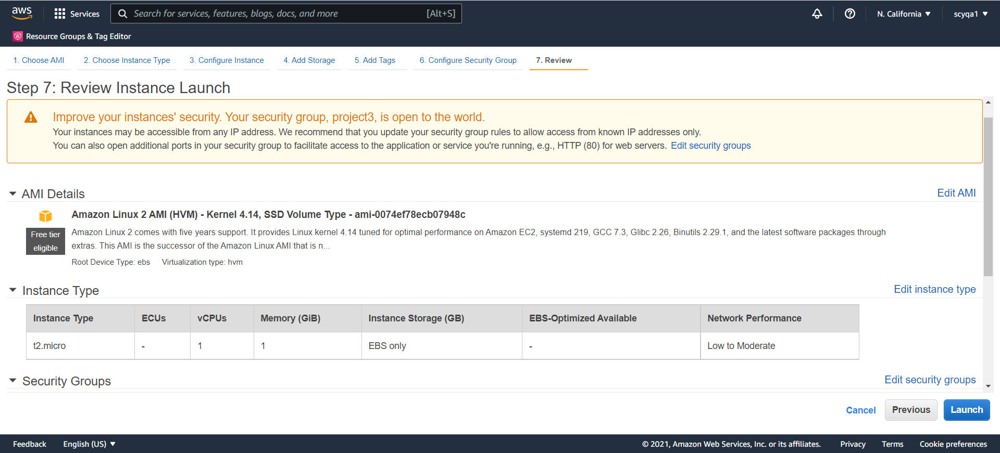 aws
Services
Search for services, features, blogs, docs, and more
[Alt+S]
N. California
scyqa1
Resource Groups & Tag Editor
1. Choose AMI
2. Choose Instance Type
3. Configure Instance
4. Add Storage
5. Add Tags
6. Configure Security Group
7. Review
Step 7: Review Instance Launch
Improve your instances' security. Your security group, project3, is open to the world.
Your instances may be accessible from any IP address. We recommend that you update your security group rules to allow access from known IP addresses only.
You can also open additional ports in your security group to facilitate access to the application or service you're running, e.g., HTTP (80) for web servers. Edit security groups
AMI Details
Edit AMI
Amazon Linux 2 AMI (HVM) - Kernel 4.14, SSD Volume Type - ami-0074ef78ecb07948c
Free tier
eligible
Amazon Linux 2 comes with five years support. It provides Linux kernel 4.14 tuned for optimal performance on Amazon EC2, systemd 219, GCC 7.3, Glibc 2.26, Binutils 2.29.1, and the latest software packages through
extras. This AMI is the successor of the Amazon Linux AMI that is n...
Root Device Type: ebs Virtualization type: hvm
Instance Type
Edit instance type
Instance Type ECUs vCPUs Memory (GiB) Instance Storage (GB) EBS-Optimized Available Network Performance
t2.micro - 1 1 EBS only - Low to Moderate
Security Groups
Edit security groups
Cancel
Previous
Launch
Feedback
English (US)
© 2021, Amazon Web Services, Inc. or its affiliates.
Privacy
Terms
Cookie preferences